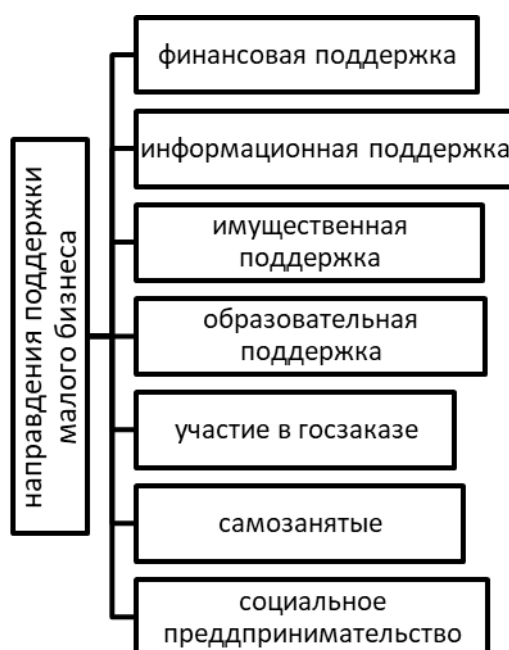 направдения поддержки
малого бизнеса
финансовая поддержка
информационная поддержка
имущественная
поддержка
образовательная
поддержка
участие в госзаказе
самозанятые
социальное
преддпринимательство